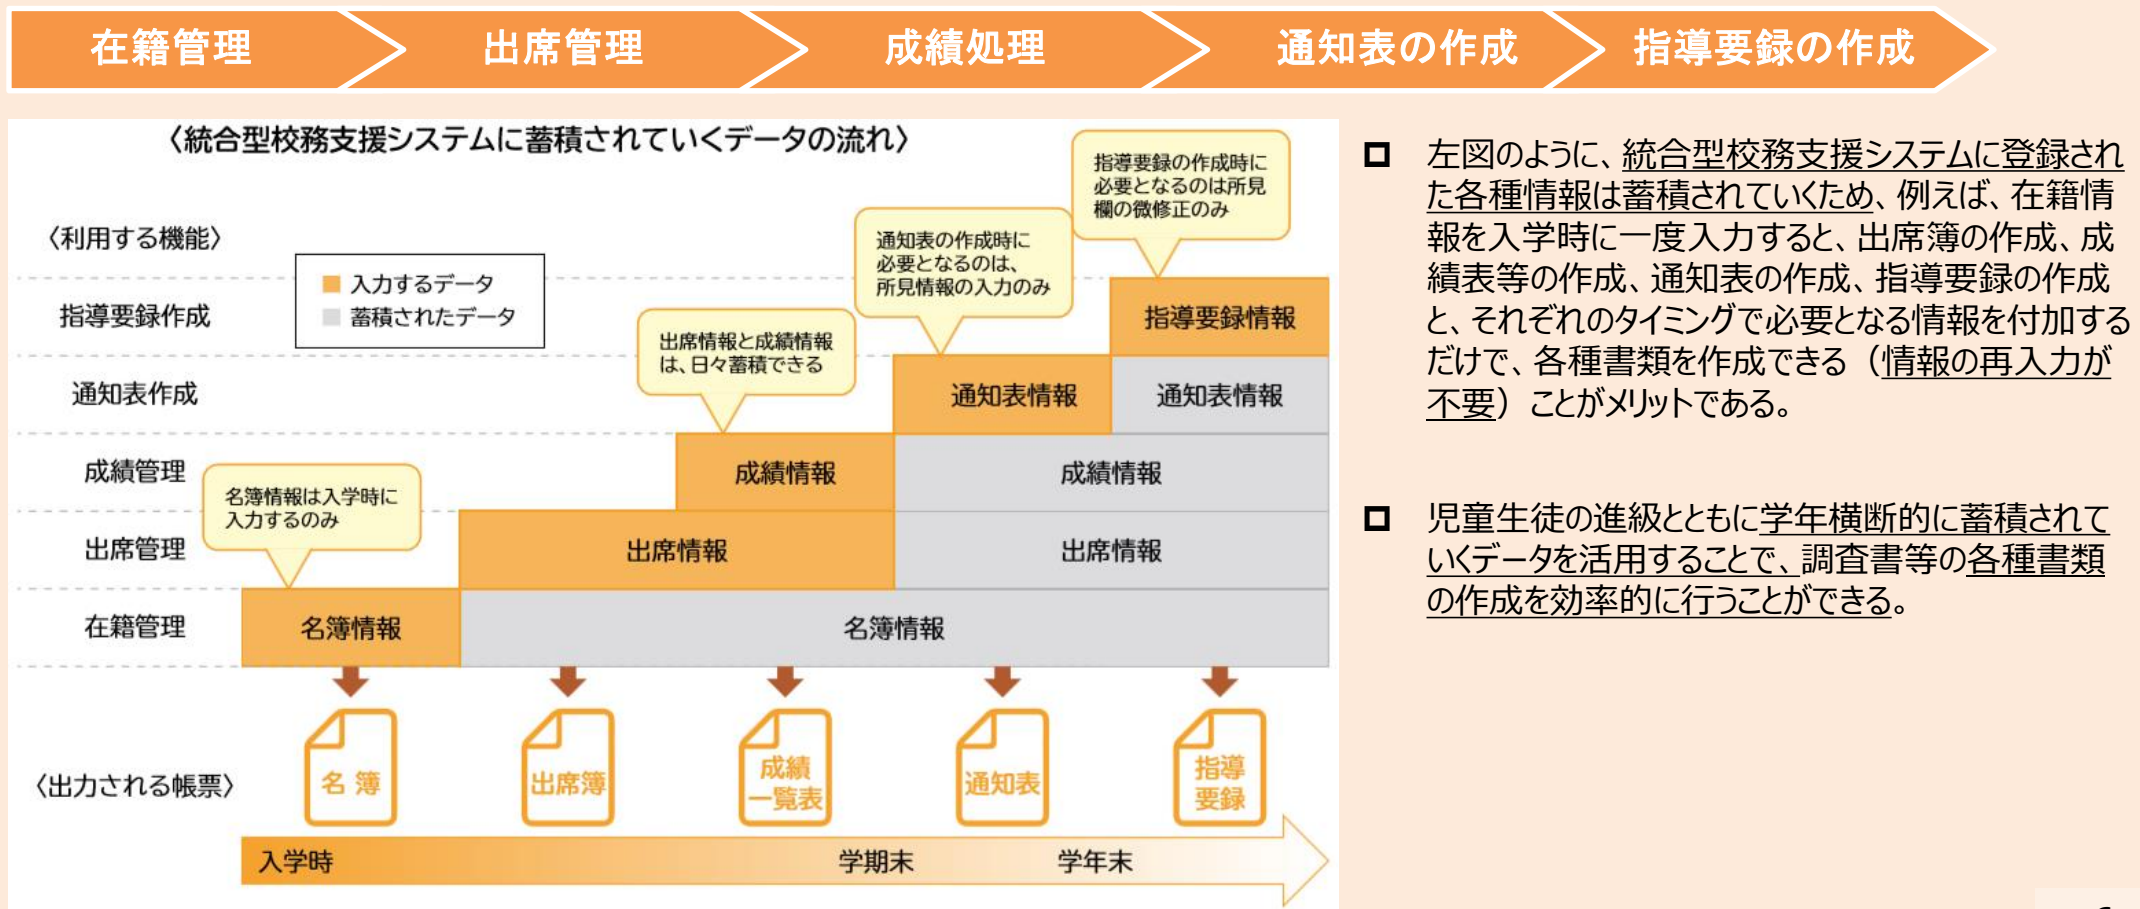 在籍管理
出席管理
成績処理
通知表の作成
指導要録の作成
〈統合型校務支援システムに蓄積されていくデータの流れ〉
〈利用する機能〉
入力するデータ
蓄積されたデータ
指導要録の作成時に
必要となるのは所見
欄の微修正のみ
通知表の作成時に
必要となるのは、
所見情報の入力のみ
出席情報と成績情報
は、日々蓄積できる
名簿情報は入学時に
入力するのみ
指導要録作成
指導要録情報
通知表作成
通知表情報
通知表情報
成績管理
成績情報
成績情報
出席管理
出席情報
出席情報
在籍管理
名簿情報
名簿情報
〈出力される帳票〉
名 簿
出席簿
成績
一覧表
通知表
指導
要録
入学時
学期末
学年末
左図のように、統合型校務支援システムに登録され
た各種情報は蓄積されていくため、例えば、在籍情
報を入学時に一度入力すると、出席簿の作成、成
績表等の作成、通知表の作成、指導要録の作成
と、それぞれのタイミングで必要となる情報を付加する
だけで、各種書類を作成できる（情報の再入力が
不要）ことがメリットである。
児童生徒の進級とともに学年横断的に蓄積されて
いくデータを活用することで、調査書等の各種書類
の作成を効率的に行うことができる。